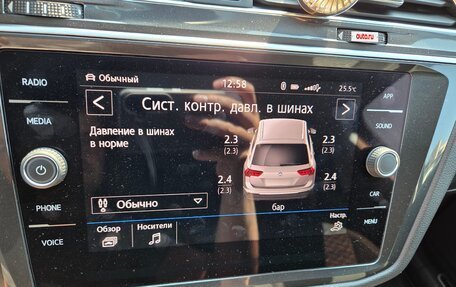 auto.ru
RADIO
MEDIA
PHONE
VOICE
Обычный
12:58
25.5°C
Сист. контр. давл. в шинах
Давление в шинах
в норме
2.3
(2.3)
2.3
(2.3)
2.4
(2.4)
2.4
(2.4)
Обычно
бар
Обзор
Носители
Настр.
APP
SOUND
CAR
MENU